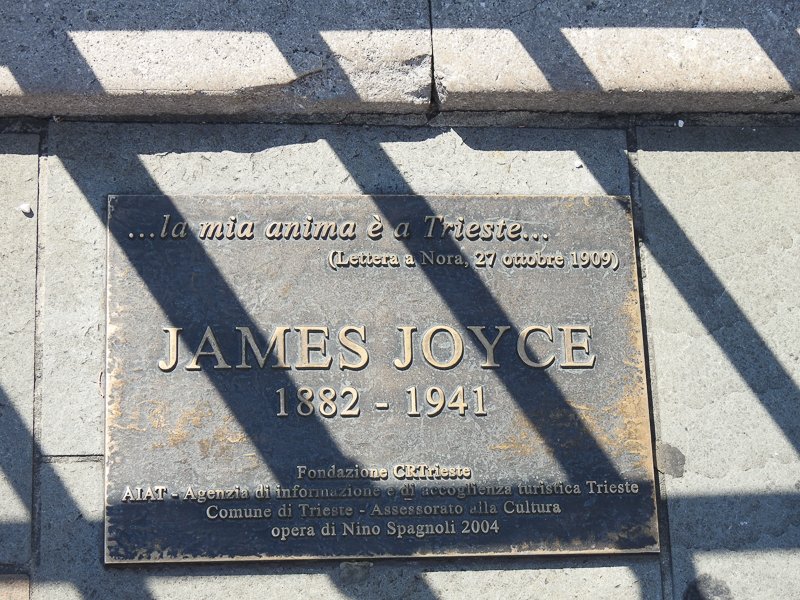 ...la mia anima è a Trieste...
(Lettera a Nora, 27 ottobre 1909)
JAMES JOYCE
1882 - 1941
Fondazione CRTrieste
AIAT - Agenzia di informazione e di accoglienza turistica Trieste
Comune di Trieste - Assessorato alla Cultura
opera di Nino Spagnoli 2004